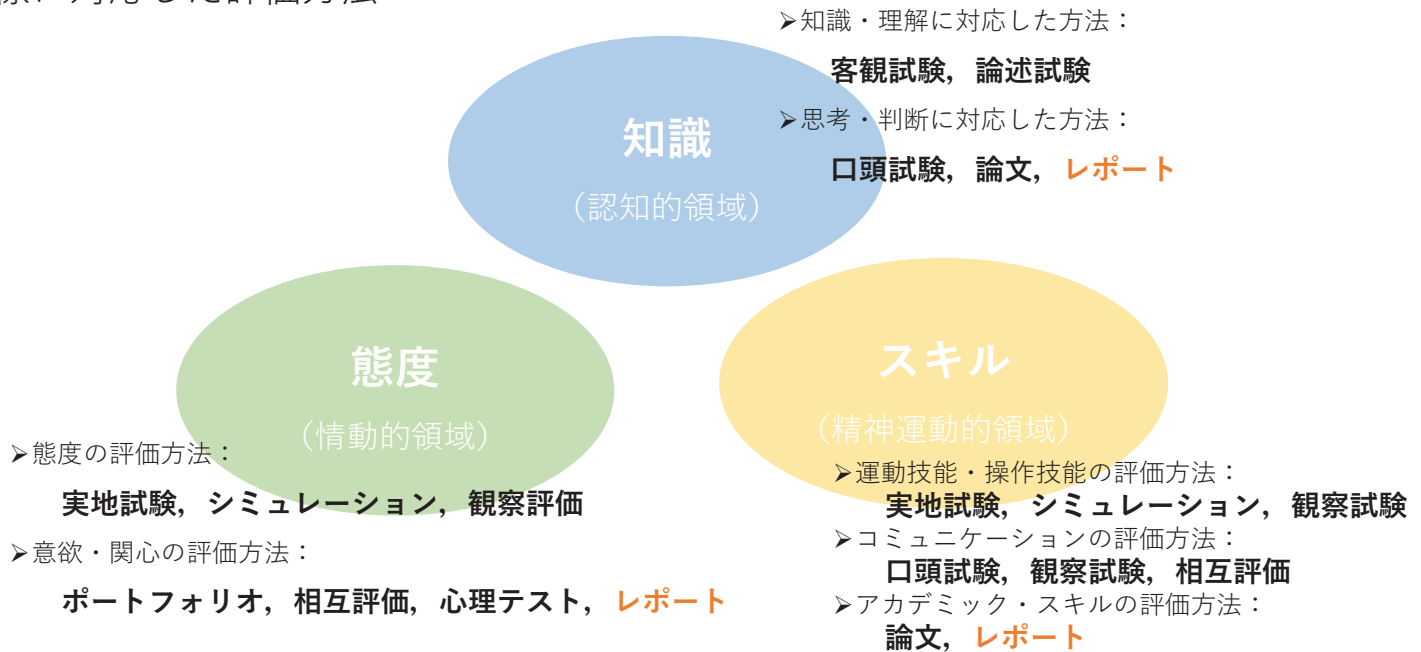 に対応した評価方法
➢知識・理解に対応した方法：
客観試験，論述試験
➢思考・判断に対応した方法：
口頭試験，論文，レポート
知識
（認知的領域）
態度
（情動的領域）
➢態度の評価方法：
実地試験，シミュレーション，観察評価
➢意欲・関心の評価方法：
ポートフォリオ，相互評価，心理テスト，レポート
スキル
（精神運動的領域）
➢運動技能・操作技能の評価方法：
実地試験，シミュレーション，観察試験
➢コミュニケーションの評価方法：
口頭試験，観察試験，相互評価
➢アカデミック・スキルの評価方法：
論文，レポート